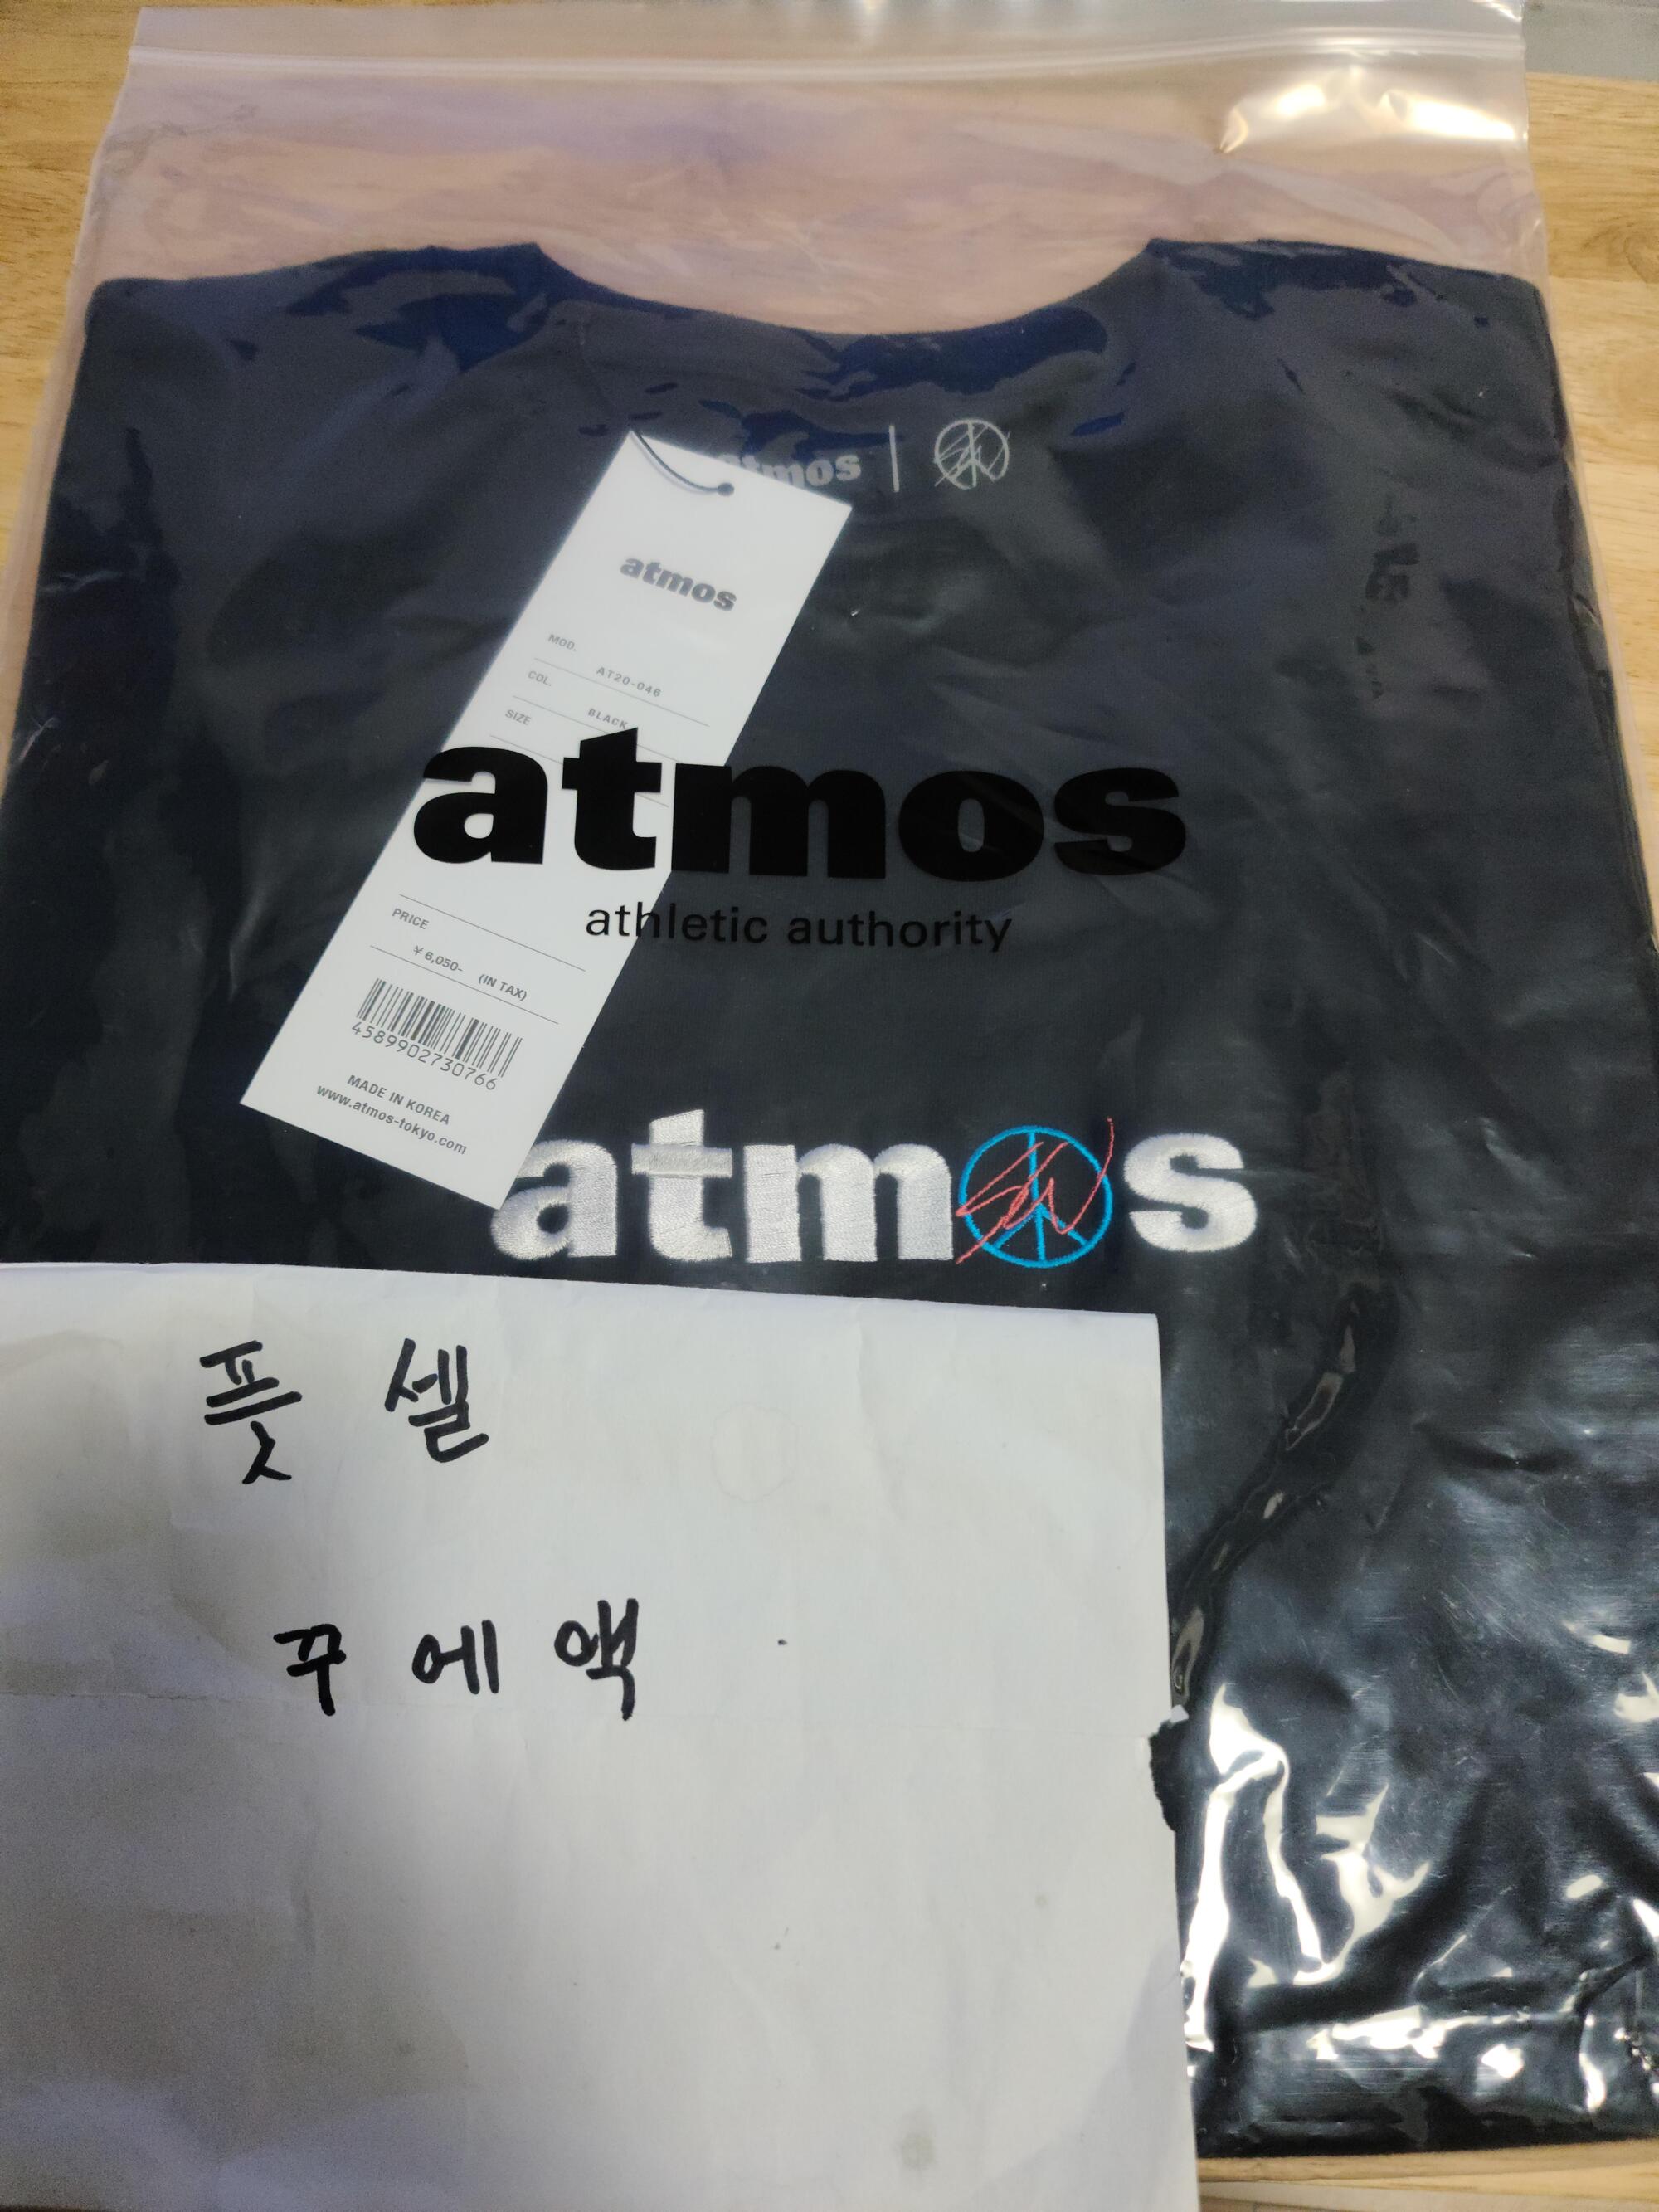 atmos
atmos
MOD.
AT20-046
COL.
BLACK
SIZE
atmos
athletic authority
PRICE
￥6,050- (IN TAX)
4589902730766
MADE IN KOREA
www.atmos-tokyo.com
atmos
풋셀
꾸에액